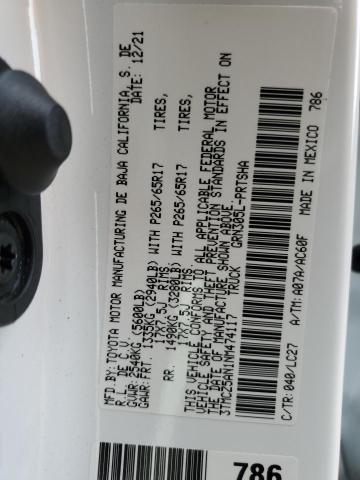 MFD.BY:TOYOTA MOTOR MANUFACTURING DE BAJA CALIFORNIA, S. DE
R.L. DE C.V. DATE: 12/21
GVWR: 2540KG (5600LB)
GAWR: FRT. 1335KG (2940LB) WITH P265/65R17 TIRES,
17X7.5J RIMS
RR. 1490KG (3280LB) WITH P265/65R17 TIRES,
17X7.5J RIMS
THIS VEHICLE CONFORMS TO ALL APPLICABLE FEDERAL MOTOR
VEHICLE SAFETY AND THEFT PREVENTION STANDARDS IN EFFECT ON
THE DATE OF MANUFACTURE SHOWN ABOVE.
3TMCZ5AN1NM474117 TRUCK GRN305L-PRTSHA
C/TR: 040/LC27 A/TM: A07A/AC60F MADE IN MEXICO 786
786